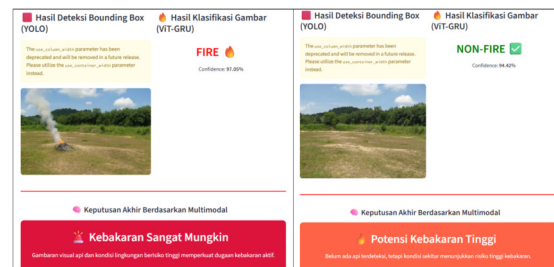 🟥 Hasil Deteksi Bounding Box (YOLO)
🔥 Hasil Klasifikasi Gambar (ViT-GRU)
The use_column_width parameter has been
deprecated and will be removed in a future release.
Please utilize the use_container_width parameter
instead.
FIRE 🔥
Confidence: 97.80%
🧠 Keputusan Akhir Berdasarkan Multimodal
🚨 Kebakaran Sangat Mungkin
Gambaran visual api dan kondisi lingkungan berisiko tinggi memperkuat dugaan kebakaran aktif.
🟥 Hasil Deteksi Bounding Box (YOLO)
🔥 Hasil Klasifikasi Gambar (ViT-GRU)
The use_column_width parameter has been
deprecated and will be removed in a future release.
Please utilize the use_container_width parameter
instead.
NON-FIRE ✅
Confidence: 94.42%
🧠 Keputusan Akhir Berdasarkan Multimodal
🔥 Potensi Kebakaran Tinggi
Belum ada api terdeteksi, tetapi kondisi sekitar menunjukkan risiko tinggi kebakaran.